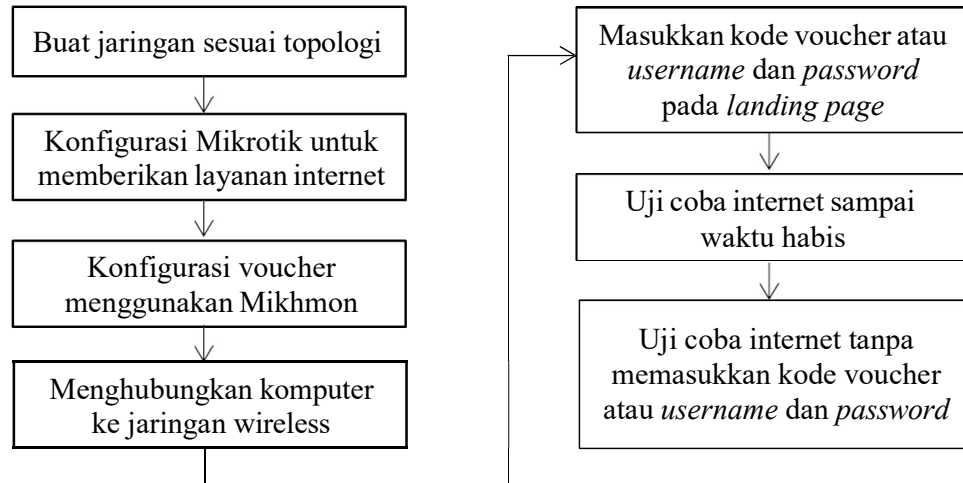 Buat jaringan sesuai topologi
Konfigurasi Mikrotik untuk
memberikan layanan internet
Konfigurasi voucher
menggunakan Mikhmon
Menghubungkan komputer
ke jaringan wireless
Masukkan kode voucher atau
username dan password
pada landing page
Uji coba internet sampai
waktu habis
Uji coba internet tanpa
memasukkan kode voucher
atau username dan password